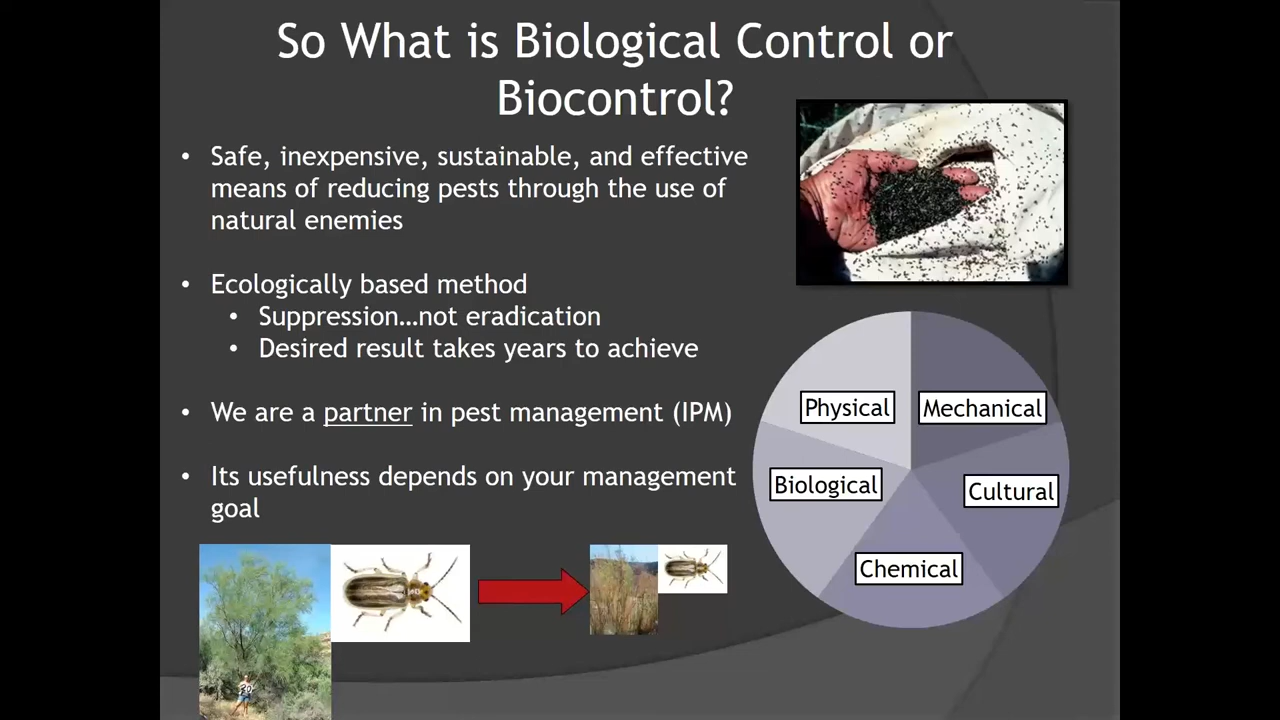 So What is Biological Control or
Biocontrol?
• Safe, inexpensive, sustainable, and effective
means of reducing pests through the use of
natural enemies
• Ecologically based method
• Suppression…not eradication
• Desired result takes years to achieve
• We are a partner in pest management (IPM)
• Its usefulness depends on your management
goal
Physical
Mechanical
Biological
Cultural
Chemical